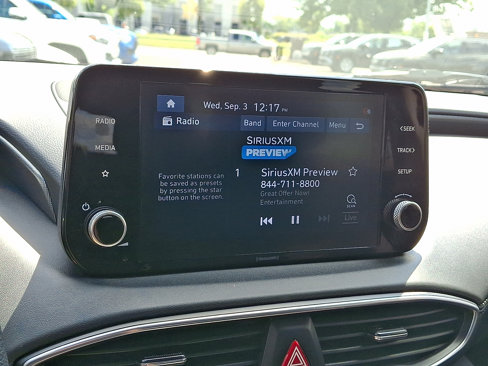 Wed, Sep. 3 12:17 PM
RADIO
Radio
Band
Enter Channel
Menu
<SEEK
SIRIUSXM
PREVIEW
MEDIA
TRACK>
Favorite stations can
be saved as presets
by pressing the star
button on the screen.
1
SiriusXM Preview
844-711-8800
Great Offer Now!
Entertainment
SETUP
SCAN
Live